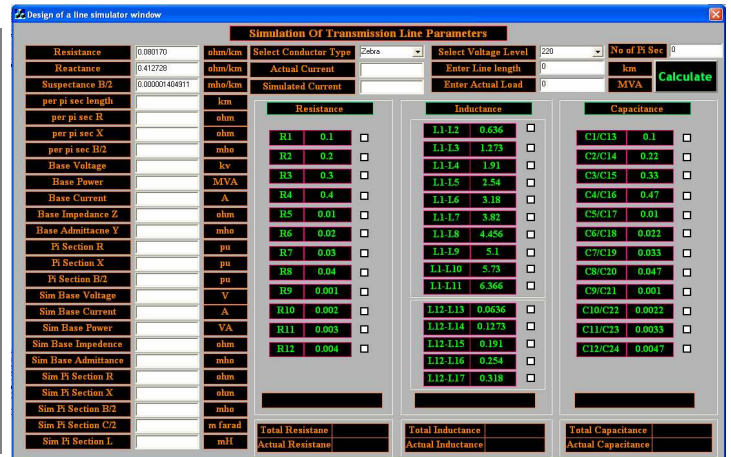 Design of a line simulator window
Simulation Of Transmission Line Parameters
Resistance 0.080170 ohm/km Select Conductor Type Zebra Select Voltage Level 220 No of Pi Sec 0
Reactance 0.412728 ohm/km Actual Current Enter Line length 0 km Calculate
Suspectance B/2 0.000001404911 mho/km Simulated Current Enter Actual Load 0 MVA
per pi sec length km
per pi sec R ohm
per pi sec X ohm
per pi sec B/2 mho
Base Voltage kv
Base Power MVA
Base Current A
Base Impedance Z ohm
Base Admittacne Y mho
Pi Section R pu
Pi Section X pu
Pi Section B/2 pu
Sim Base Voltage V
Sim Base Current A
Sim Base Power VA
Sim Base Impedence ohm
Sim Base Admittance mho
Sim Pi Section R ohm
Sim Pi Section X ohm
Sim Pi Section B/2 mho
Sim Pi Section C/2 m farad
Sim Pi Section L mH
Resistance
R1 0.1
R2 0.2
R3 0.3
R4 0.4
R5 0.01
R6 0.02
R7 0.03
R8 0.04
R9 0.001
R10 0.002
R11 0.003
R12 0.004
Total Resistane
Actual Resistane
Inductance
L1-L2 0.636
L1-L3 1.273
L1-L4 1.91
L1-L5 2.54
L1-L6 3.18
L1-L7 3.82
L1-L8 4.456
L1-L9 5.1
L1-L10 5.73
L1-L11 6.366
L12-L13 0.0636
L12-L14 0.1273
L12-L15 0.191
L12-L16 0.254
L12-L17 0.318
Total Inductance
Actual Inductance
Capacitance
C1/C13 0.1
C2/C14 0.22
C3/C15 0.33
C4/C16 0.47
C5/C17 0.01
C6/C18 0.022
C7/C19 0.033
C8/C20 0.047
C9/C21 0.001
C10/C22 0.0022
C11/C23 0.0033
C12/C24 0.0047
Total Capacitance
Actual Capacitance